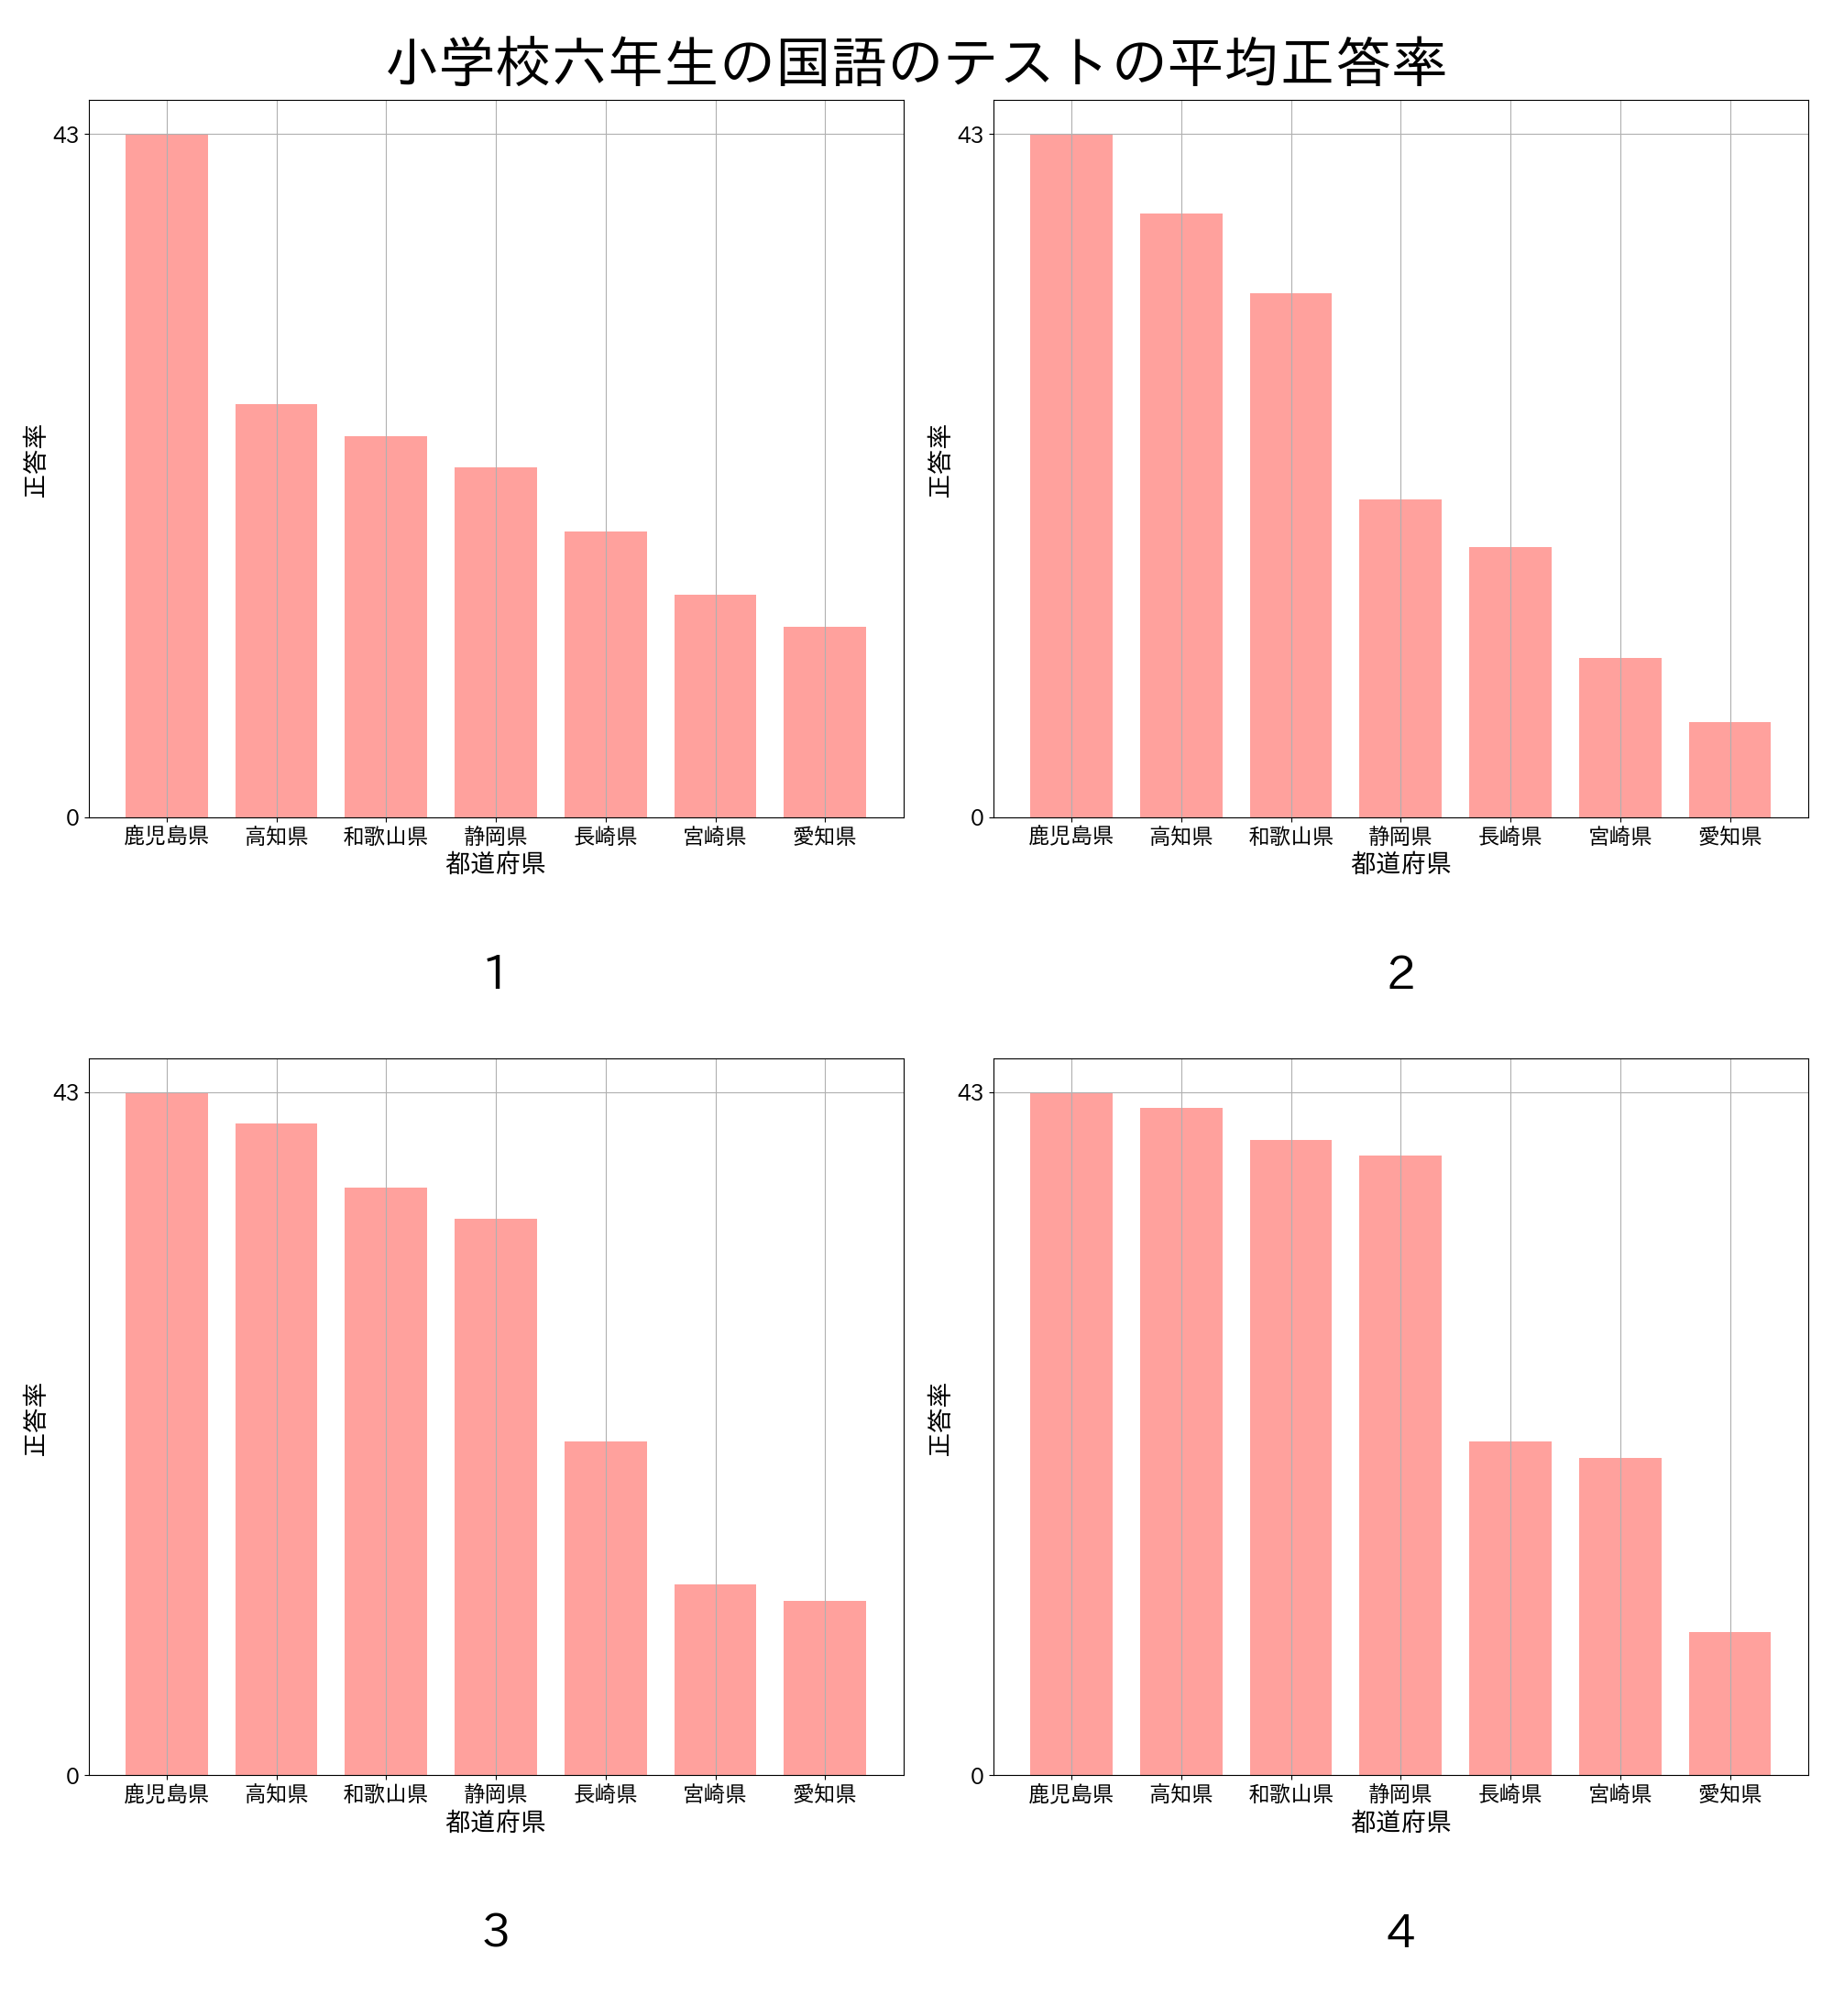 小学校六年生の国語のテストの平均正答率
43
0
正答率
鹿児島県 高知県 和歌山県 静岡県 長崎県 宮崎県 愛知県
都道府県
1
43
0
正答率
鹿児島県 高知県 和歌山県 静岡県 長崎県 宮崎県 愛知県
都道府県
2
43
0
正答率
鹿児島県 高知県 和歌山県 静岡県 長崎県 宮崎県 愛知県
都道府県
3
43
0
正答率
鹿児島県 高知県 和歌山県 静岡県 長崎県 宮崎県 愛知県
都道府県
4